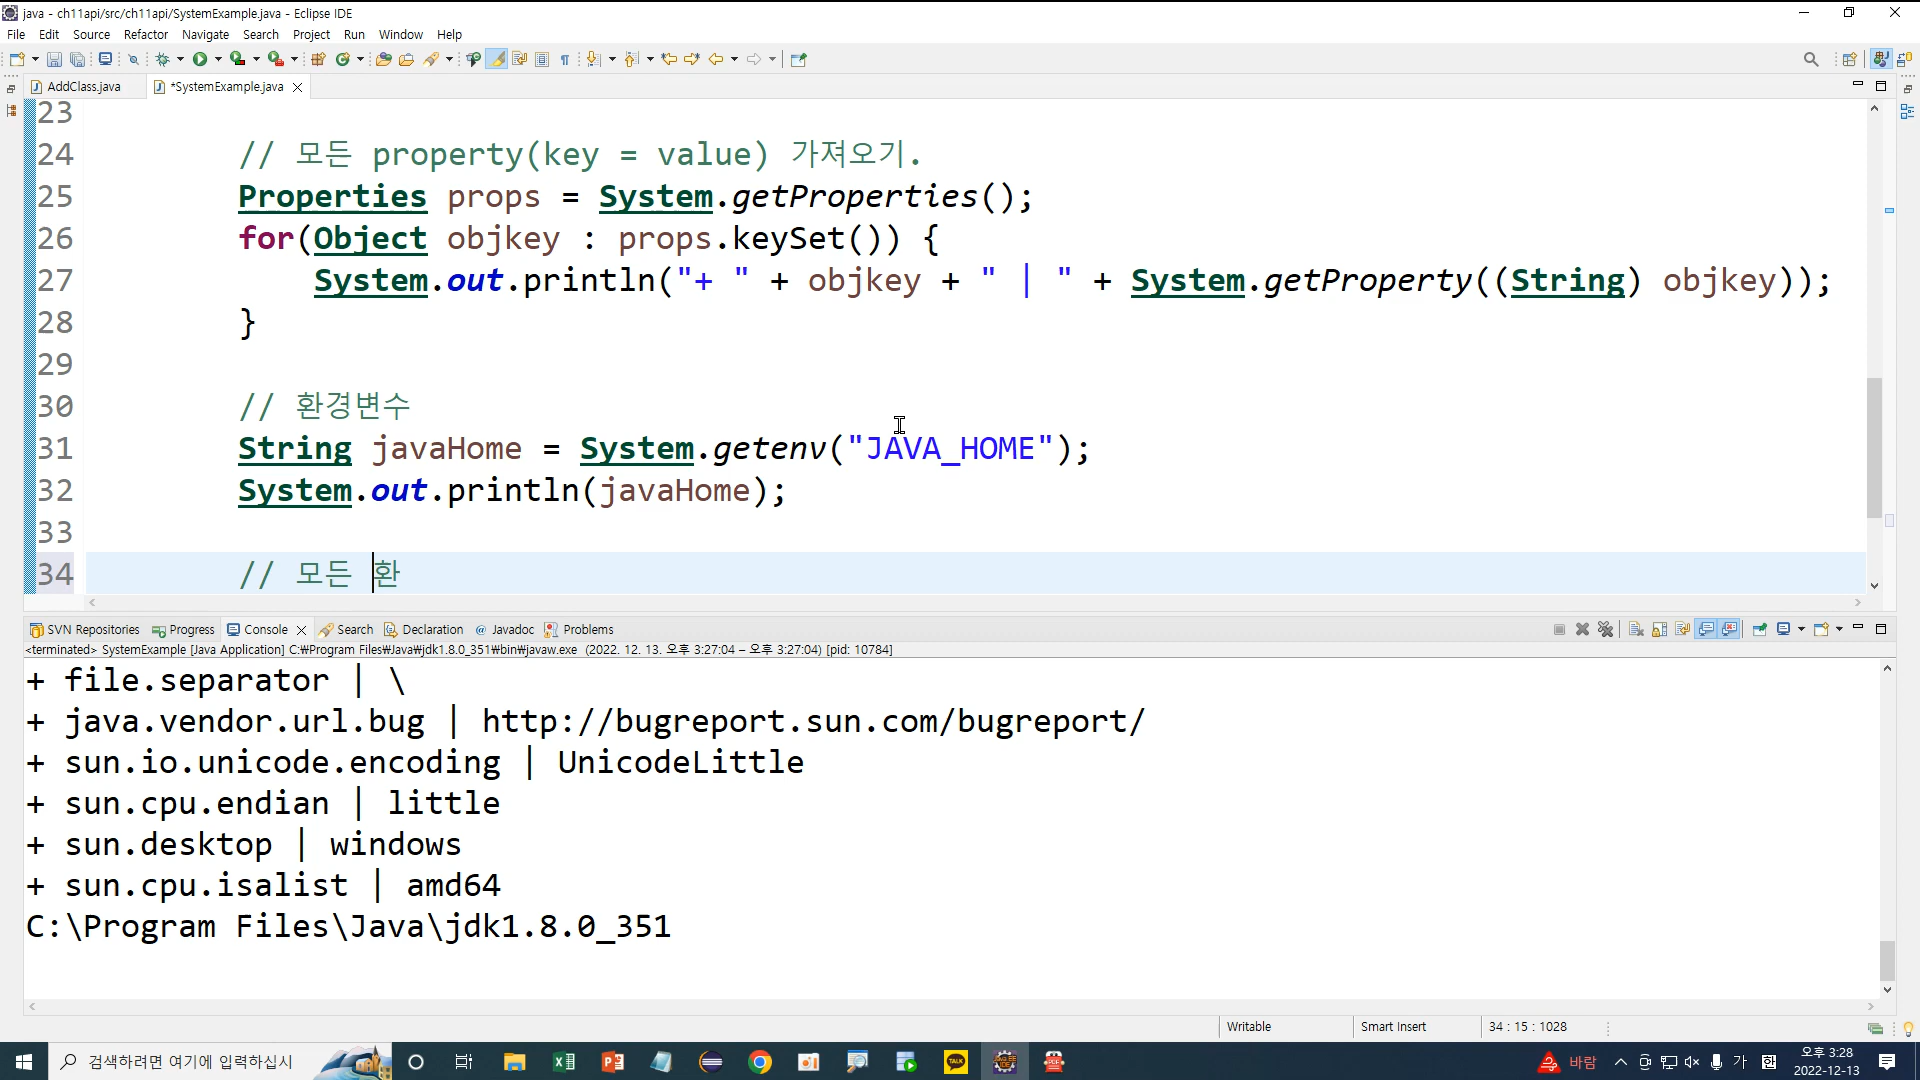 java - ch11api/src/ch11api/SystemExample.java - Eclipse IDE
File Edit Source Refactor Navigate Search Project Run Window Help
AddClass.java *SystemExample.java
23
24 // 모든 property(key = value) 가져오기.
25 Properties props = System.getProperties();
26 for(Object objkey : props.keySet()) {
27 System.out.println("+ " + objkey + " | " + System.getProperty((String) objkey));
28 }
29
30 // 환경변수
31 String javaHome = System.getenv("JAVA_HOME");
32 System.out.println(javaHome);
33
34 // 모든 환
SVN Repositories Progress Console Search Declaration @ Javadoc Problems
<terminated> SystemExample [Java Application] C:₩Program Files₩Java₩jdk1.8.0_351₩bin₩javaw.exe (2022. 12. 13. 오후 3:27:04 – 오후 3:27:04) [pid: 10784]
+ file.separator | \
+ java.vendor.url.bug | http://bugreport.sun.com/bugreport/
+ sun.io.unicode.encoding | UnicodeLittle
+ sun.cpu.endian | little
+ sun.desktop | windows
+ sun.cpu.isalist | amd64
C:\Program Files\Java\jdk1.8.0_351
Writable Smart Insert 34 : 15 : 1028
검색하려면 여기에 입력하십시
바람
가
오후 3:28
2022-12-13